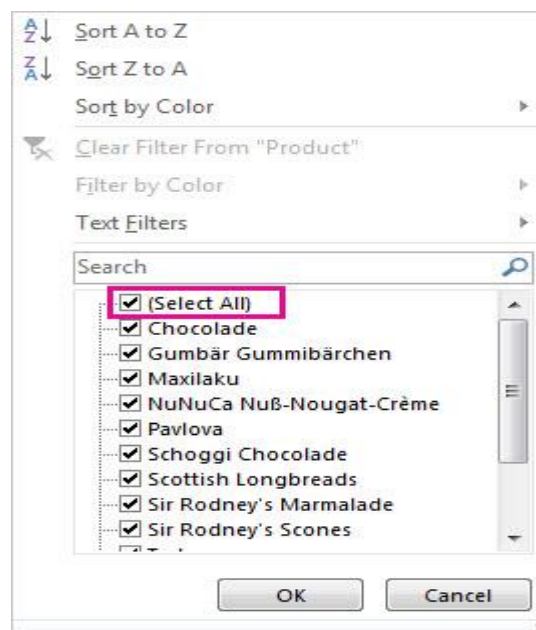 A
Z
Sort A to Z
Z
A
Sort Z to A
Sort by Color
Clear Filter From "Product"
Filter by Color
Text Filters
Search
(Select All)
Chocolade
Gumbär Gummibärchen
Maxilaku
NuNuCa Nuß-Nougat-Crème
Pavlova
Schoggi Chocolade
Scottish Longbreads
Sir Rodney's Marmalade
Sir Rodney's Scones
OK Cancel